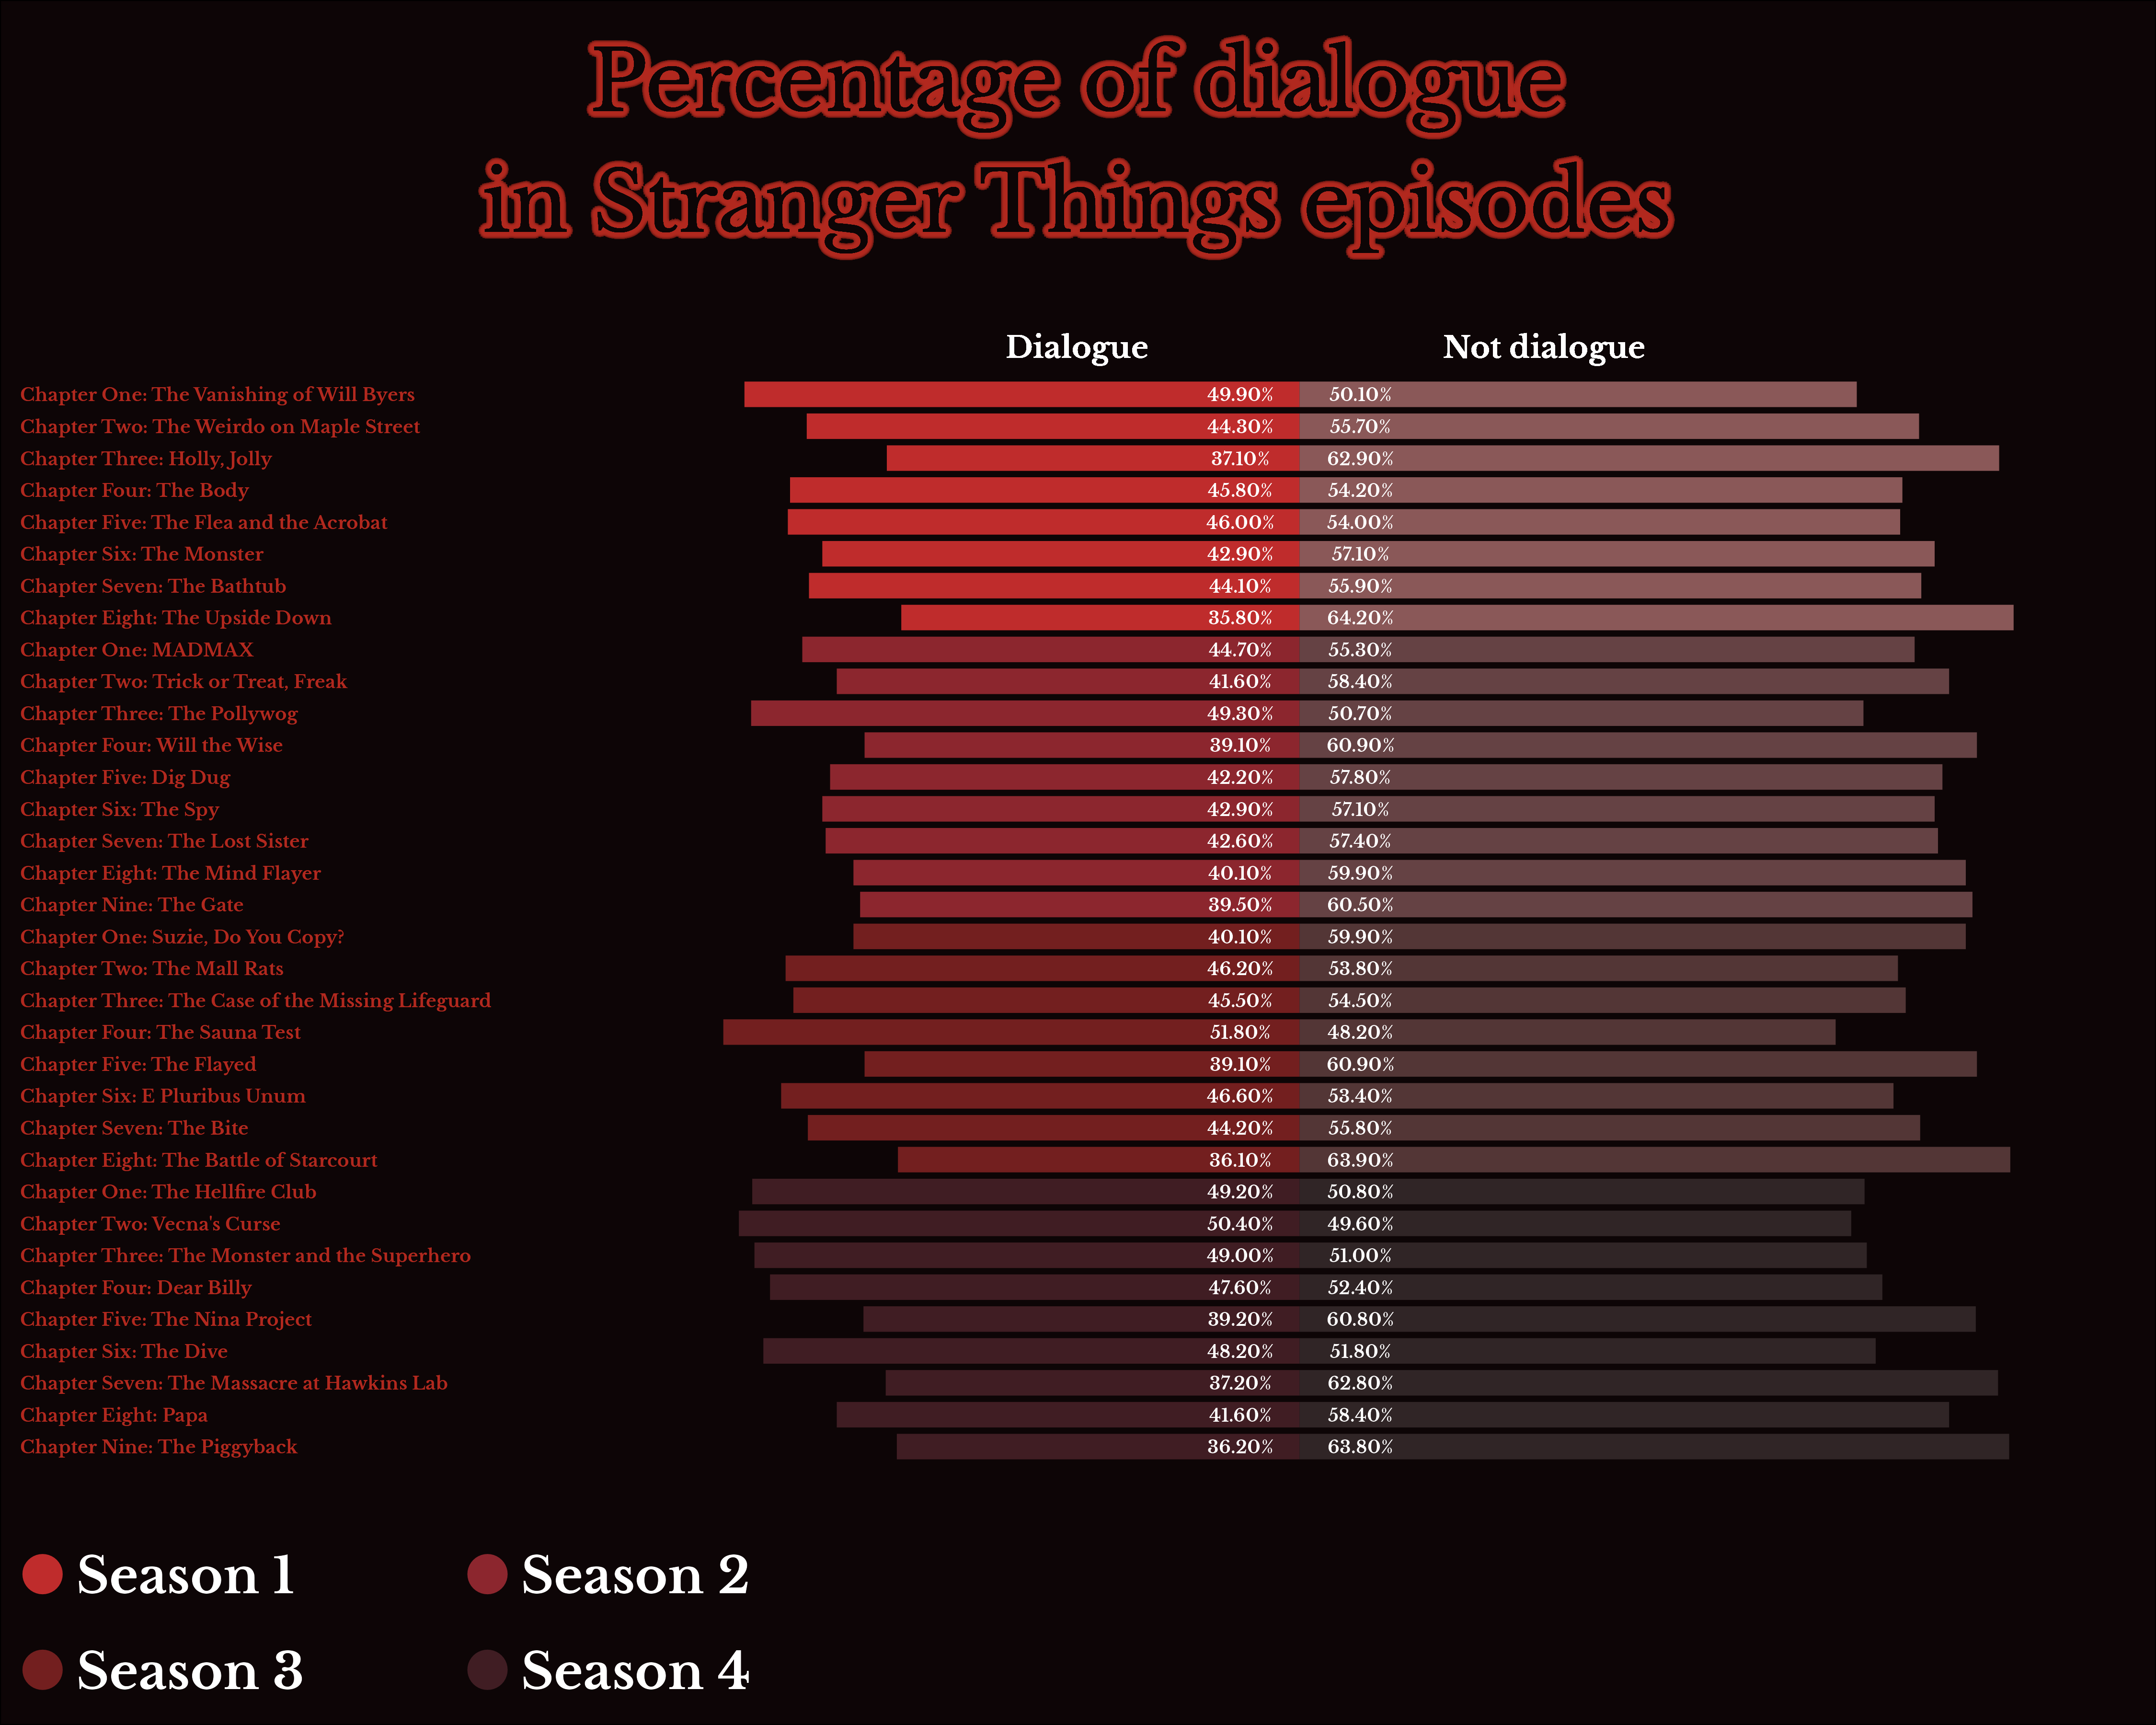 Percentage of dialogue
in Stranger Things episodes
Dialogue Not dialogue
Chapter One: The Vanishing of Will Byers 49.90% 50.10%
Chapter Two: The Weirdo on Maple Street 44.30% 55.70%
Chapter Three: Holly, Jolly 37.10% 62.90%
Chapter Four: The Body 45.80% 54.20%
Chapter Five: The Flea and the Acrobat 46.00% 54.00%
Chapter Six: The Monster 42.90% 57.10%
Chapter Seven: The Bathtub 44.10% 55.90%
Chapter Eight: The Upside Down 35.80% 64.20%
Chapter One: MADMAX 44.70% 55.30%
Chapter Two: Trick or Treat, Freak 41.60% 58.40%
Chapter Three: The Pollywog 49.30% 50.70%
Chapter Four: Will the Wise 39.10% 60.90%
Chapter Five: Dig Dug 42.20% 57.80%
Chapter Six: The Spy 42.90% 57.10%
Chapter Seven: The Lost Sister 42.60% 57.40%
Chapter Eight: The Mind Flayer 40.10% 59.90%
Chapter Nine: The Gate 39.50% 60.50%
Chapter One: Suzie, Do You Copy? 40.10% 59.90%
Chapter Two: The Mall Rats 46.20% 53.80%
Chapter Three: The Case of the Missing Lifeguard 45.50% 54.50%
Chapter Four: The Sauna Test 51.80% 48.20%
Chapter Five: The Flayed 39.10% 60.90%
Chapter Six: E Pluribus Unum 46.60% 53.40%
Chapter Seven: The Bite 44.20% 55.80%
Chapter Eight: The Battle of Starcourt 36.10% 63.90%
Chapter One: The Hellfire Club 49.20% 50.80%
Chapter Two: Vecna's Curse 50.40% 49.60%
Chapter Three: The Monster and the Superhero 49.00% 51.00%
Chapter Four: Dear Billy 47.60% 52.40%
Chapter Five: The Nina Project 39.20% 60.80%
Chapter Six: The Dive 48.20% 51.80%
Chapter Seven: The Massacre at Hawkins Lab 37.20% 62.80%
Chapter Eight: Papa 41.60% 58.40%
Chapter Nine: The Piggyback 36.20% 63.80%
Season 1 Season 2
Season 3 Season 4